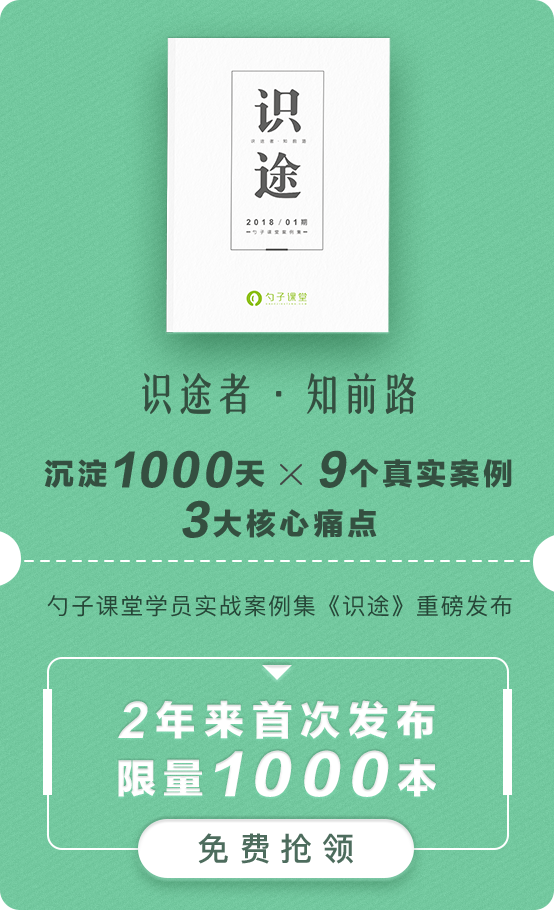 识
识途者·知前路
途
2018/01期
勺子课堂案例集
勺子课堂
识途者·知前路
沉淀1000天×9个真实案例
3大核心痛点
勺子课堂学员实战案例集《识途》重磅发布
2年来首次发布
限量1000本
免费抢领